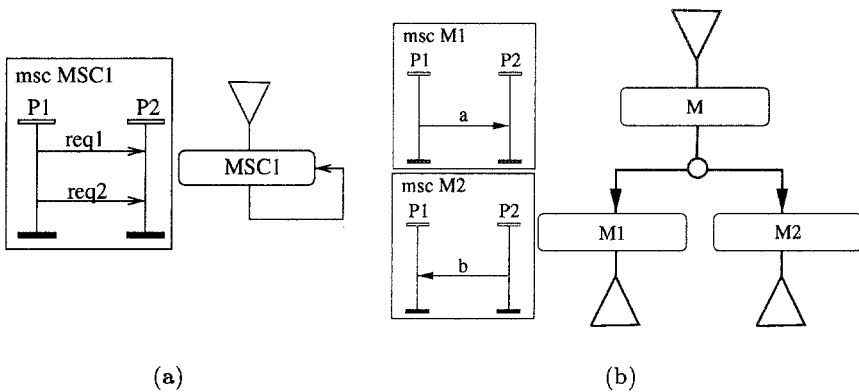 msc MSC1
P1 P2
req1
req2
MSC1
(a)
msc M1
P1 P2
a
msc M2
P1 P2
b
M
M1 M2
(b)